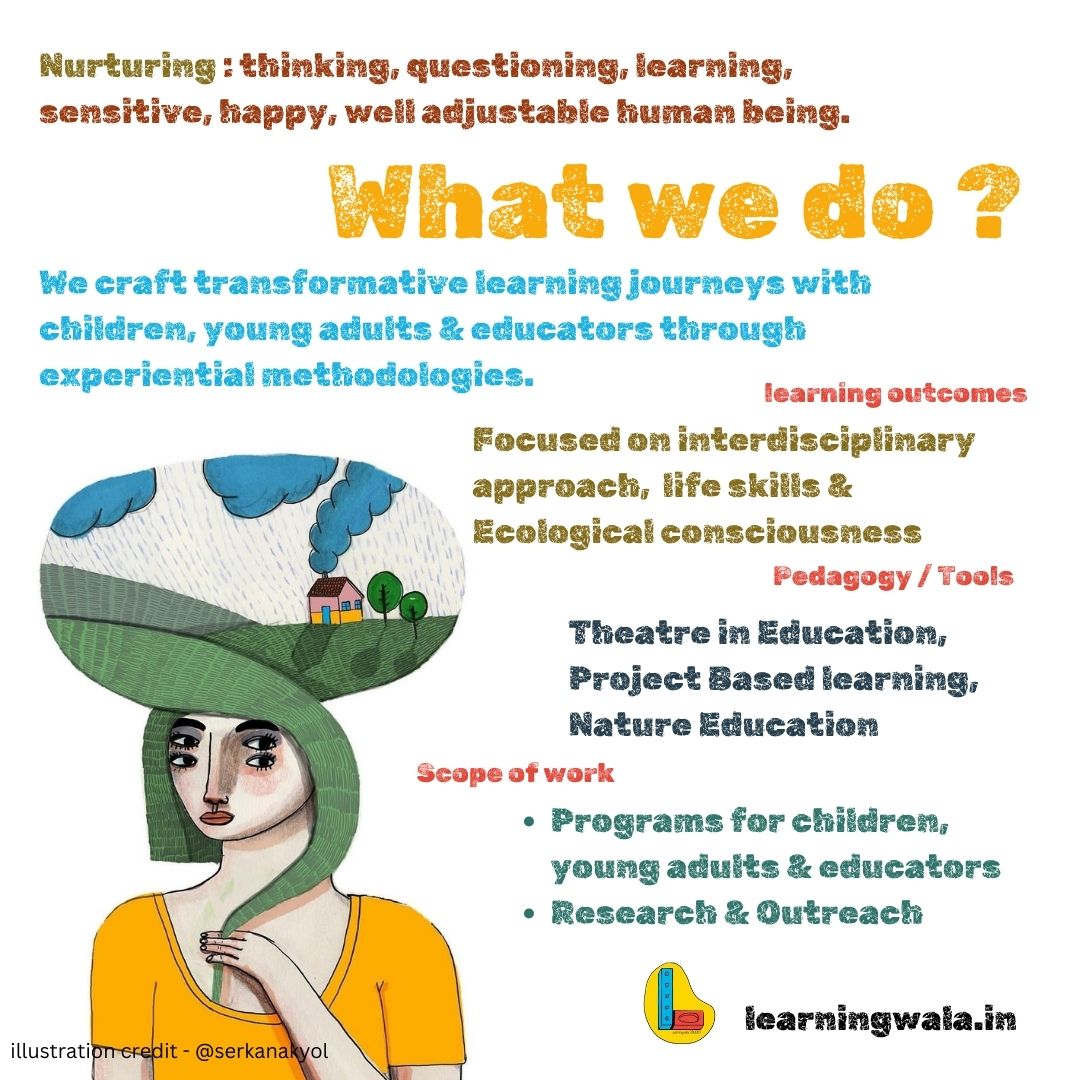 Nurturing : thinking, questioning, learning,
sensitive, happy, well adjustable human being.
What we do ?
We craft transformative learning journeys with
children, young adults & educators through
experiential methodologies.
learning outcomes
Focused on interdisciplinary
approach, life skills &
Ecological consciousness
Pedagogy / Tools
Theatre in Education,
Project Based learning,
Nature Education
Scope of work
• Programs for children,
young adults & educators
• Research & Outreach
learningwala.in
illustration credit - @serkanakyol